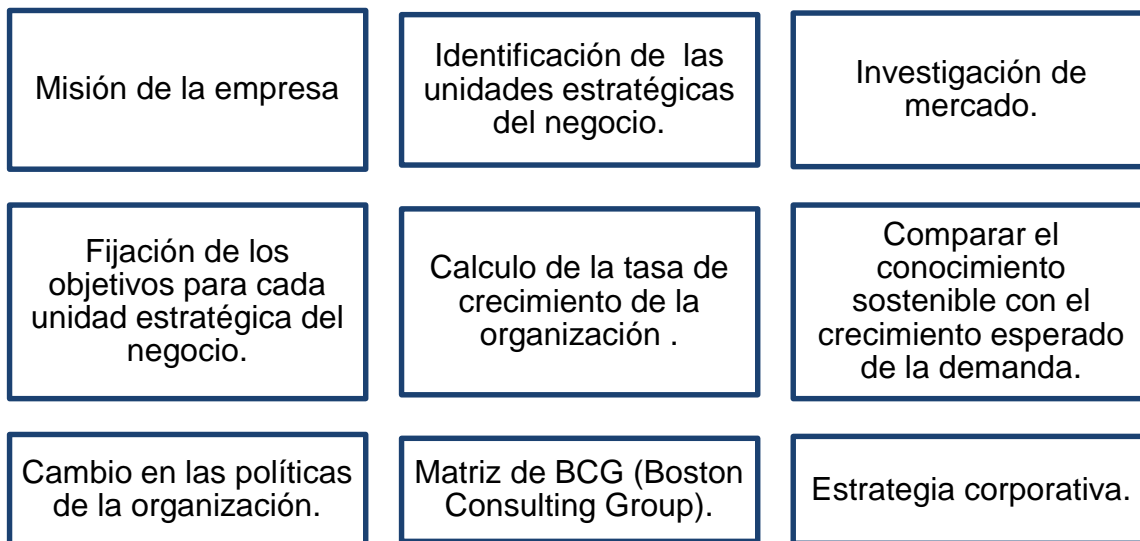 Misión de la empresa
Identificación de  las
unidades estratégicas
del negocio.
Investigación de
mercado.
Fijación de los
objetivos para cada
unidad estratégica del
negocio.
Calculo de la tasa de
crecimiento de la
organización .
Comparar el
conocimiento
sostenible con el
crecimiento esperado
de la demanda.
Cambio en las políticas
de la organización.
Matriz de BCG (Boston
Consulting Group).
Estrategia corporativa.